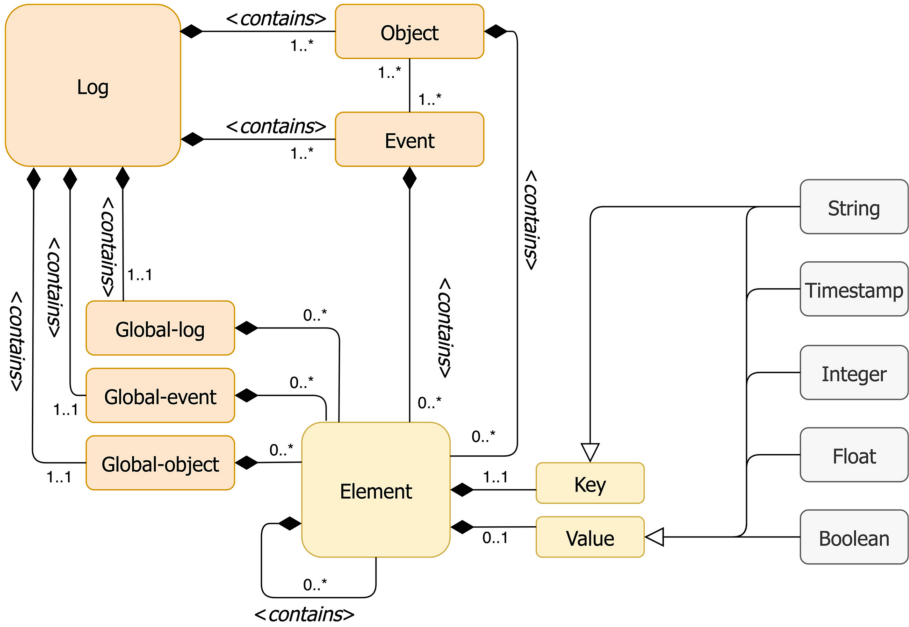 <contains>
Object
1..*
Log
1..*
1..*
<contains>
Event
1..*
<contains>
<contains>
<contains>
<contains>
<contains>
String
1..1
Timestamp
Global-log
0..*
Integer
Global-event
0..*
1..1
0..*
0..*
Global-object
0..*
1..1
Float
Element
1..1
Key
0..1
Value
Boolean
0..*
<contains>